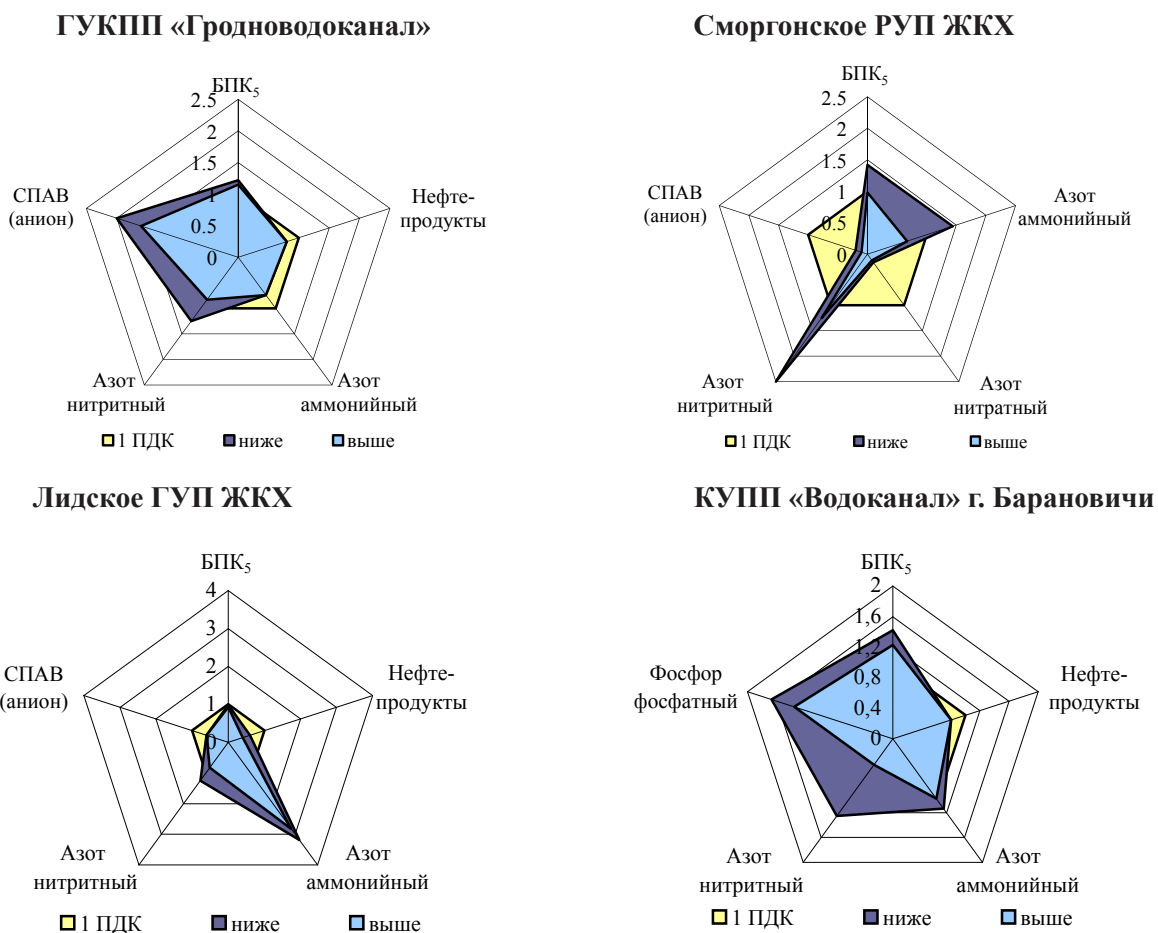 ГУКПП «Гродноводоканал»
БПК5
2.5
2
1.5
1
0.5
0
СПАВ
(анион)
Нефте-
продукты
Азот
нитритный
Азот
аммонийный
1 ПДК ниже выше
Сморгонское РУП ЖКХ
БПК5
2.5
2
1.5
1
0.5
0
СПАВ
(анион)
Азот
аммонийный
Азот
нитритный
Азот
нитратный
1 ПДК ниже выше
Лидское ГУП ЖКХ
БПК5
4
3
2
1
0
СПАВ
(анион)
Нефте-
продукты
Азот
нитритный
Азот
аммонийный
1 ПДК ниже выше
КУПП «Водоканал» г. Барановичи
БПК5
2
1,6
1,2
0,8
0,4
0
Фосфор
фосфатный
Нефте-
продукты
Азот
нитритный
Азот
аммонийный
1 ПДК ниже выше